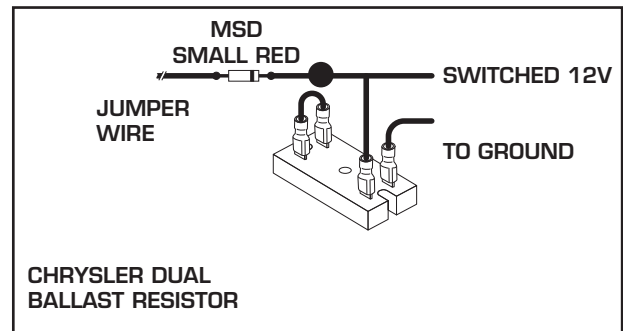 MSD
SMALL RED
SWITCHED 12V
JUMPER
WIRE
TO GROUND
CHRYSLER DUAL
BALLAST RESISTOR